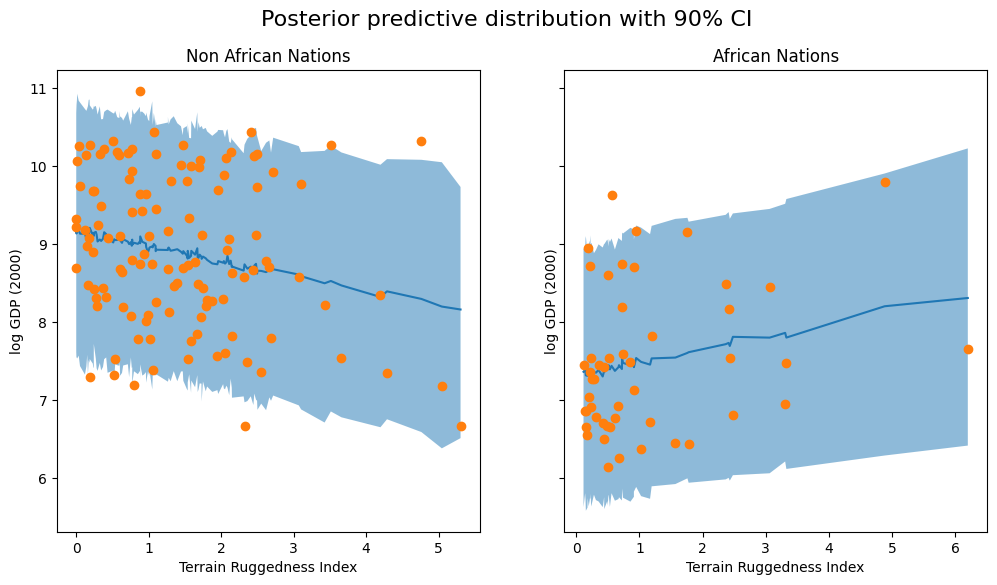 Posterior predictive distribution with 90% CI
Non African Nations
African Nations
log GDP (2000)
11
10
9
8
7
6
0 1 2 3 4 5
Terrain Ruggedness Index
log GDP (2000)
0 1 2 3 4 5 6
Terrain Ruggedness Index